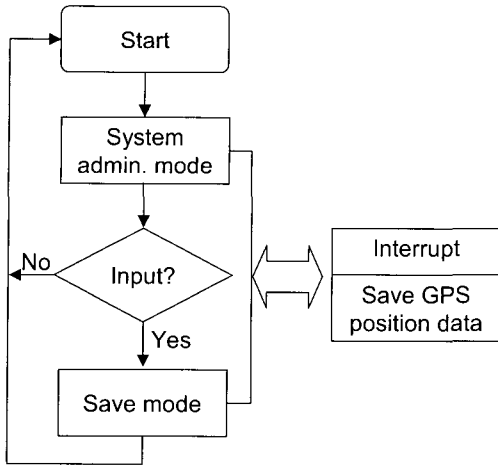 Start
System
admin. mode
No
Input?
Yes
Save mode
Interrupt
Save GPS
position data